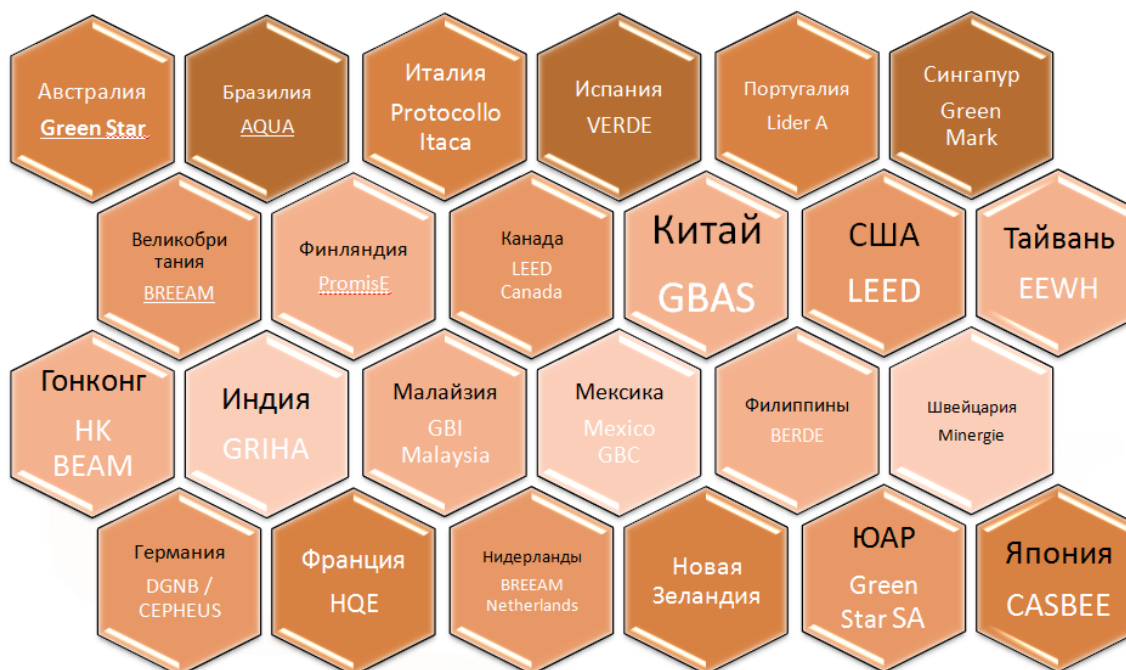 Австралия
Green Star
Бразилия
AQUA
Италия
Protocollo
Itaca
Испания
VERDE
Португалия
Lider A
Сингапур
Green
Mark
Великобри
тания
BREEAM
Финляндия
PromisE
Канада
LEED
Canada
Китай
GBAS
США
LEED
Тайвань
EEWH
Гонконг
HK
BEAM
Индия
GRIHA
Малайзия
GBI
Malaysia
Мексика
Mexico
GBC
Филиппины
BERDE
Швейцария
Minergie
Германия
DGNB /
CEPHEUS
Франция
HQE
Нидерланды
BREEAM
Netherlands
Новая
Зеландия
ЮАР
Green
Star SA
Япония
CASBEE